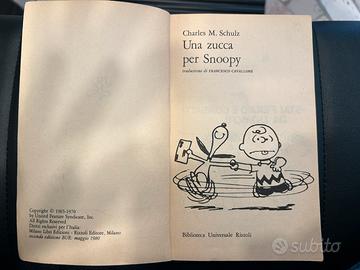 Copyright © 1965-1970
by United Feature Syndicate, Inc.
All Rights Reserved
Diritti esclusivi per l'Italia:
Milano Libri Edizioni - Rizzoli Editore, Milano
seconda edizione BUR: maggio 1980
Charles M. Schulz
Una zucca
per Snoopy
traduzione di FRANCESCO CAVALLONE
Biblioteca Universale Rizzoli
subito